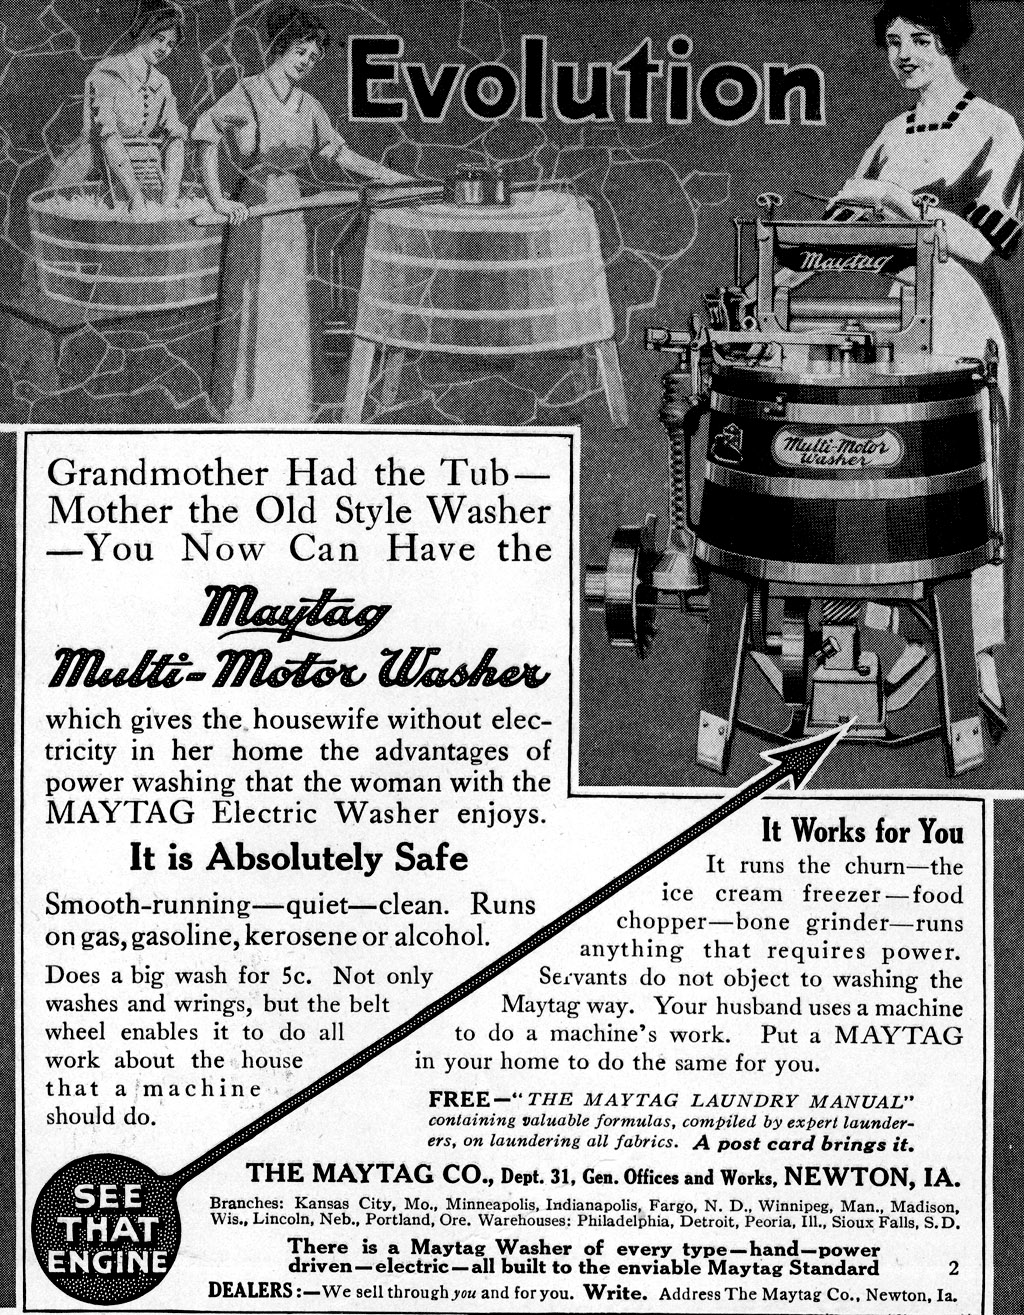 Evolution
Maytag
Multi-Motor
Washer
Grandmother Had the Tub—
Mother the Old Style Washer
—You Now Can Have the
Maytag
Multi-Motor Washer
which gives the housewife without elec-
tricity in her home the advantages of
power washing that the woman with the
MAYTAG Electric Washer enjoys.
It is Absolutely Safe
Smooth-running—quiet—clean. Runs
on gas, gasoline, kerosene or alcohol.
Does a big wash for 5c. Not only
washes and wrings, but the belt
wheel enables it to do all
work about the house
that a machine
should do.
It Works for You
It runs the churn—the
ice cream freezer—food
chopper—bone grinder—runs
anything that requires power.
Servants do not object to washing the
Maytag way. Your husband uses a machine
to do a machine's work. Put a MAYTAG
in your home to do the same for you.
FREE—"THE MAYTAG LAUNDRY MANUAL"
containing valuable formulas, compiled by expert launder-
ers, on laundering all fabrics. A post card brings it.
SEE
THAT
ENGINE
THE MAYTAG CO., Dept. 31, Gen. Offices and Works, NEWTON, IA.
Branches: Kansas City, Mo., Minneapolis, Indianapolis, Fargo, N. D., Winnipeg, Man., Madison,
Wis., Lincoln, Neb., Portland, Ore. Warehouses: Philadelphia, Detroit, Peoria, Ill., Sioux Falls, S. D.
There is a Maytag Washer of every type—hand—power
driven—electric—all built to the enviable Maytag Standard 2
DEALERS:—We sell through you and for you. Write. Address The Maytag Co., Newton, Ia.